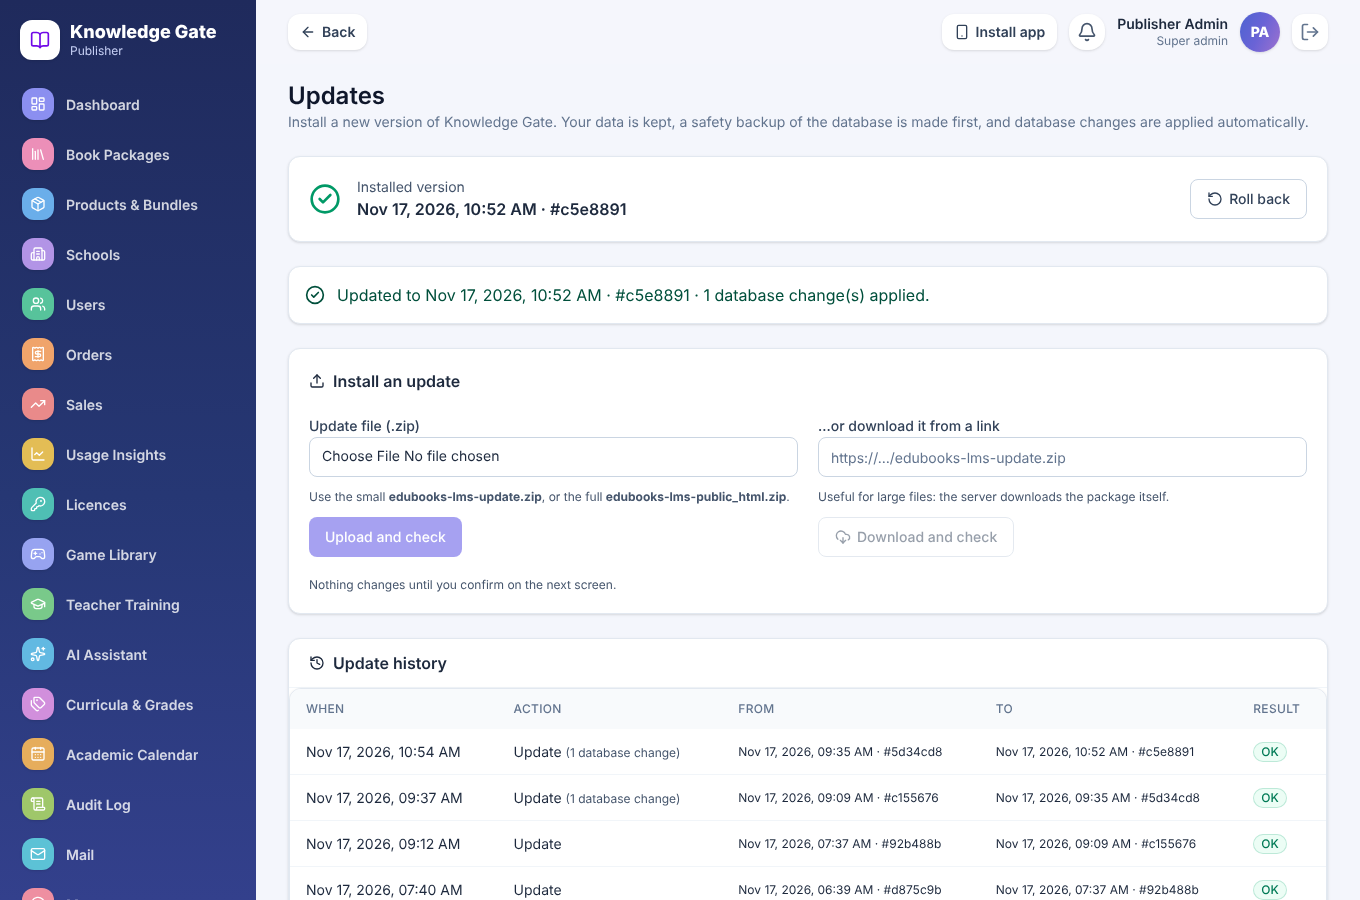 Knowledge Gate
Publisher
Dashboard
Book Packages
Products & Bundles
Schools
Users
Orders
Sales
Usage Insights
Licences
Game Library
Teacher Training
AI Assistant
Curricula & Grades
Academic Calendar
Audit Log
Mail
Back
Install app
Publisher Admin
Super admin
PA
Updates
Install a new version of Knowledge Gate. Your data is kept, a safety backup of the database is made first, and database changes are applied automatically.
Installed version
Nov 17, 2026, 10:52 AM · #c5e8891
Roll back
Updated to Nov 17, 2026, 10:52 AM · #c5e8891 · 1 database change(s) applied.
Install an update
Update file (.zip)
Choose File No file chosen
Use the small edubooks-lms-update.zip, or the full edubooks-lms-public_html.zip.
Upload and check
...or download it from a link
https://.../edubooks-lms-update.zip
Useful for large files: the server downloads the package itself.
Download and check
Nothing changes until you confirm on the next screen.
Update history
WHEN ACTION FROM TO RESULT
Nov 17, 2026, 10:54 AM Update (1 database change) Nov 17, 2026, 09:35 AM · #5d34cd8 Nov 17, 2026, 10:52 AM · #c5e8891 OK
Nov 17, 2026, 09:37 AM Update (1 database change) Nov 17, 2026, 09:09 AM · #c155676 Nov 17, 2026, 09:35 AM · #5d34cd8 OK
Nov 17, 2026, 09:12 AM Update Nov 17, 2026, 07:37 AM · #92b488b Nov 17, 2026, 09:09 AM · #c155676 OK
Nov 17, 2026, 07:40 AM Update Nov 17, 2026, 06:39 AM · #d875c9b Nov 17, 2026, 07:37 AM · #92b488b OK